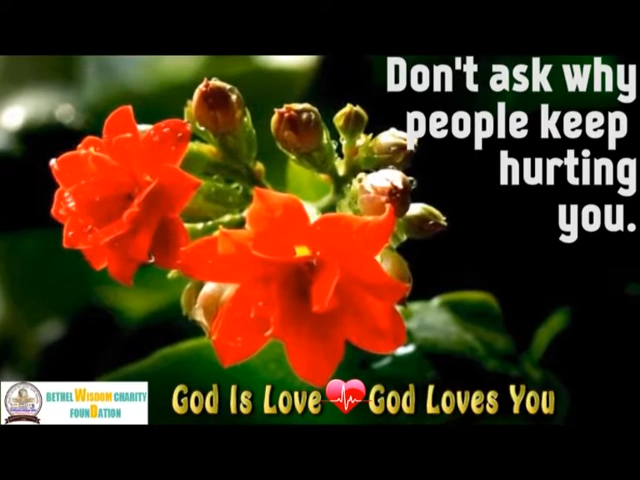 Don't ask why
people keep
hurting
you.
BETHEL WISDOM CHARITY
FOUNDATION
God Is Love God Loves You